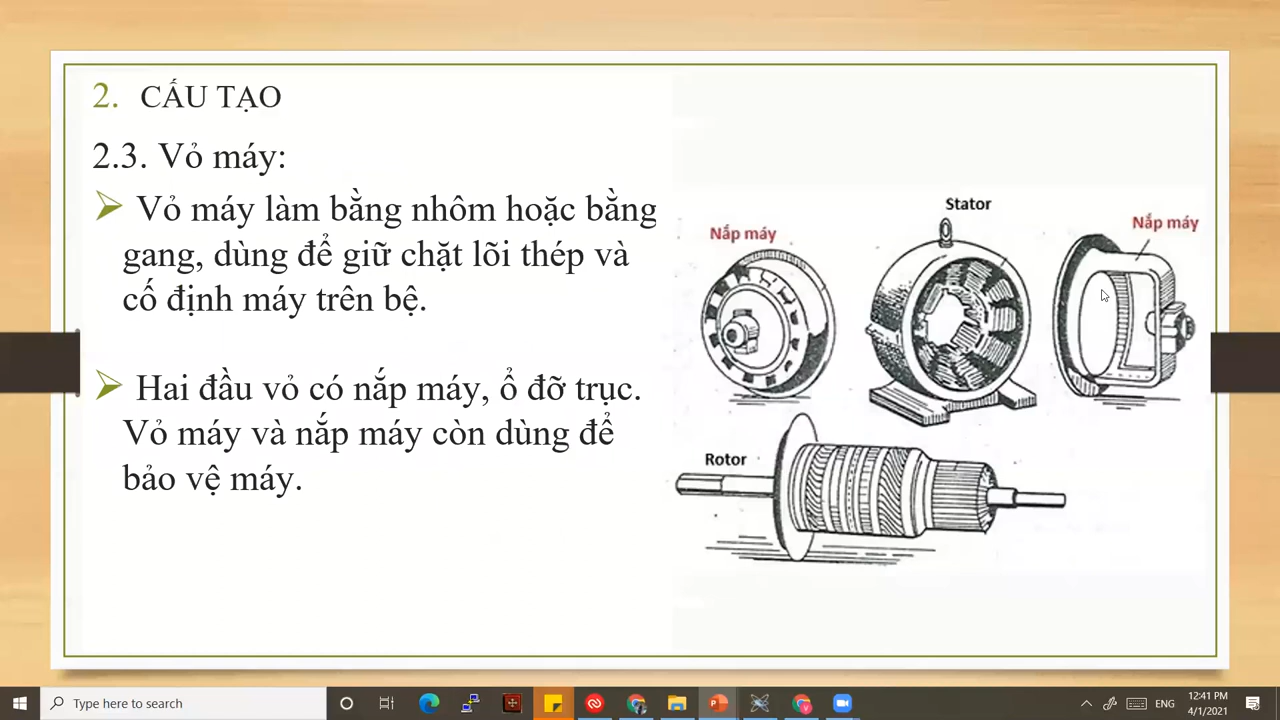 2. CẤU TẠO
2.3. Vỏ máy:
Vỏ máy làm bằng nhôm hoặc bằng
gang, dùng để giữ chặt lõi thép và
cố định máy trên bệ.
Hai đầu vỏ có nắp máy, ổ đỡ trục.
Vỏ máy và nắp máy còn dùng để
bảo vệ máy.
Stator
Nắp máy
Nắp máy
Rotor
Type here to search
ENG
12:41 PM
4/1/2021